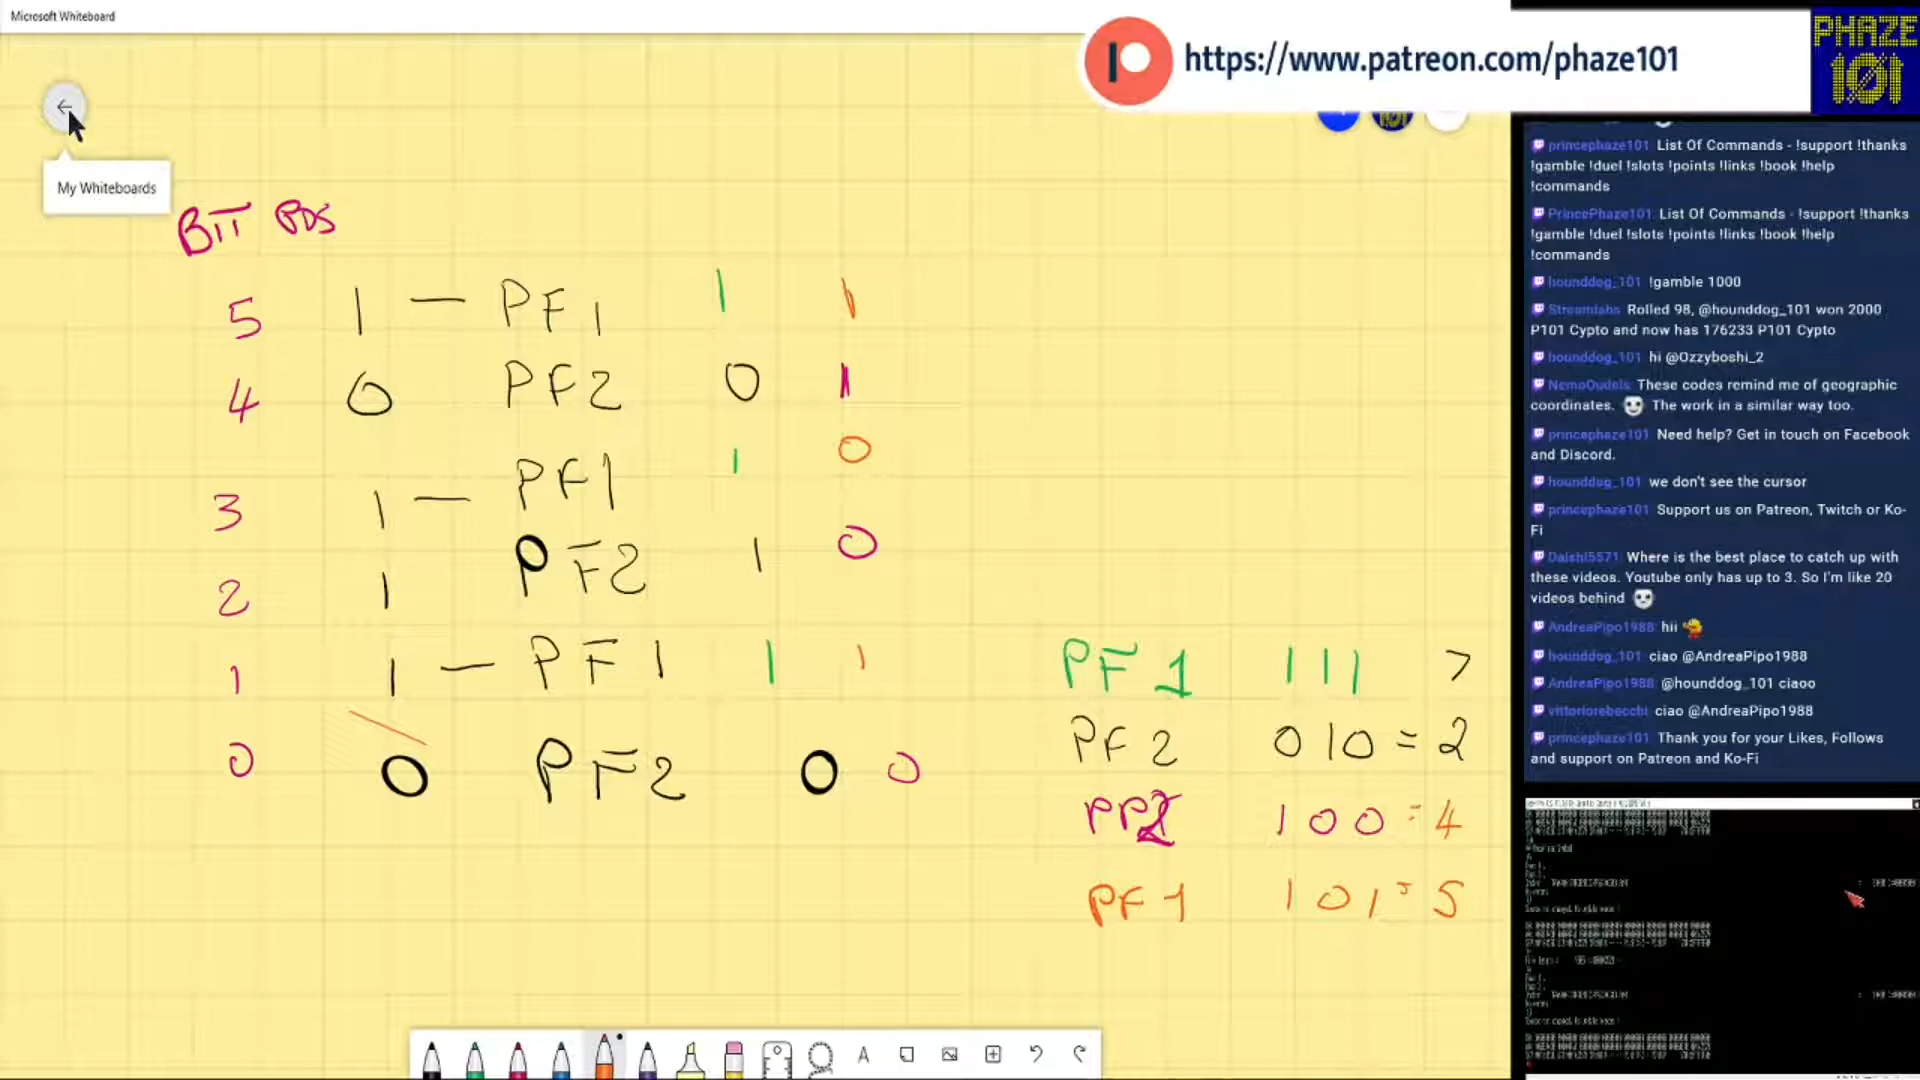 Microsoft Whiteboard
https://www.patreon.com/phaze101
PHAZE
101
My Whiteboards
BIT POS
5 1 — PF1 1 1
4 0 PF2 0 1
3 1 — PF1 1 0
2 1 PF2 1 0
1 1 — PF1 1 1
0 0 PF2 0 0
PF1 111 7
PF2 010 = 2
PP2 100 = 4
PF1 101 = 5
A
princephaze101 List Of Commands - !support !thanks
!gamble !duel !slots !points !links !book !help
!commands
PrincePhaze101 List Of Commands - !support !thanks
!gamble !duel !slots !points !links !book !help
!commands
hounddog_101 !gamble 1000
Streamlabs Rolled 98, @hounddog_101 won 2000
P101 Cypto and now has 176233 P101 Cypto
hounddog_101 hi @Ozzyboshi_2
NemoOudeis These codes remind me of geographic
coordinates. The work in a similar way too.
princephaze101 Need help? Get in touch on Facebook
and Discord.
hounddog_101 we don't see the cursor
princephaze101 Support us on Patreon, Twitch or Ko-
Fi
Daishi5571 Where is the best place to catch up with
these videos. Youtube only has up to 3. So I'm like 20
videos behind
AndreaPipo1988 hii
hounddog_101 ciao @AndreaPipo1988
AndreaPipo1988 @hounddog_101 ciaoo
vittoriorebecchi ciao @AndreaPipo1988
princephaze101 Thank you for your Likes, Follows
and support on Patreon and Ko-Fi